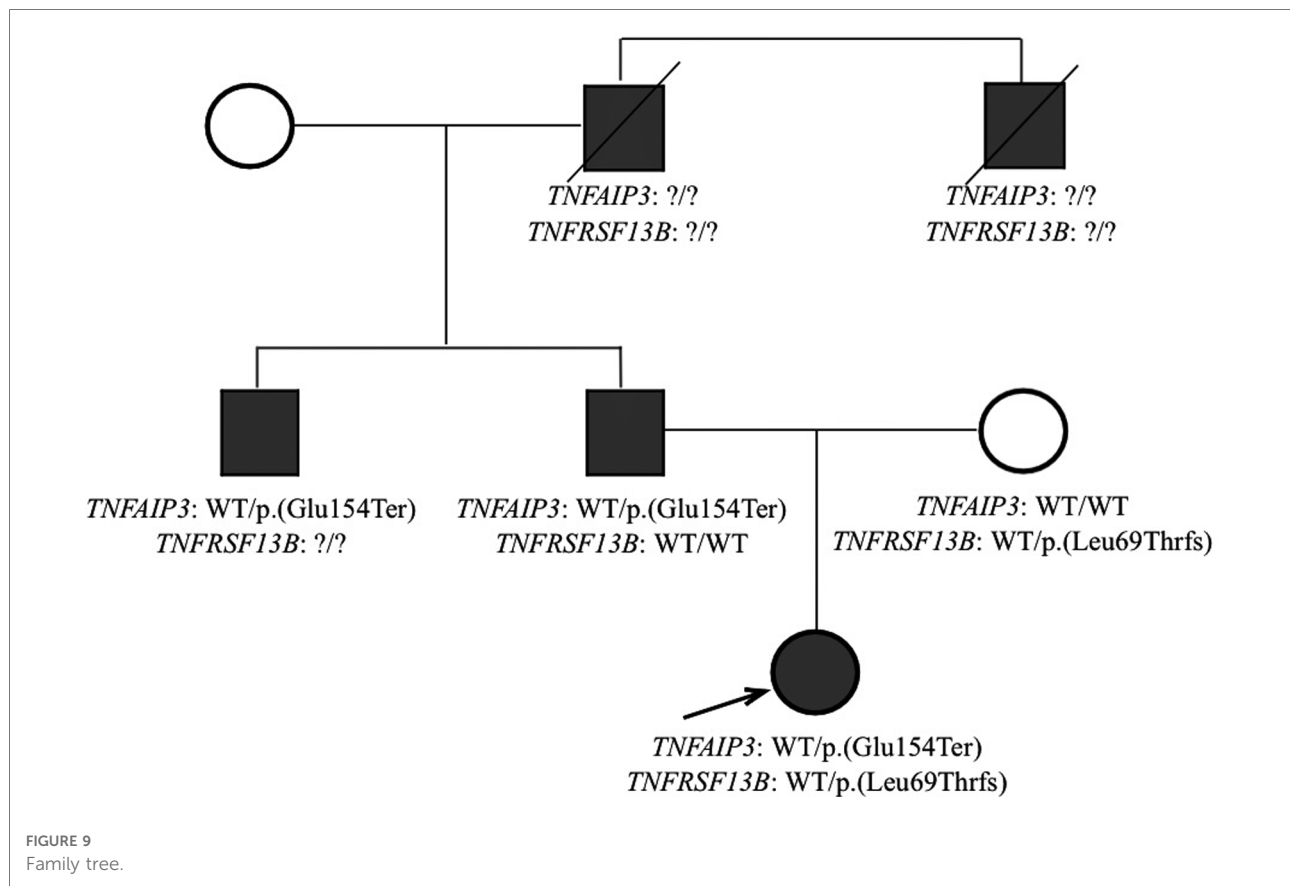 TNFAIP3: ?/?
TNFRSF13B: ?/?
TNFAIP3: ?/?
TNFRSF13B: ?/?
TNFAIP3: WT/p.(Glu154Ter)
TNFRSF13B: ?/?
TNFAIP3: WT/p.(Glu154Ter)
TNFRSF13B: WT/WT
TNFAIP3: WT/WT
TNFRSF13B: WT/p.(Leu69Thrfs)
TNFAIP3: WT/p.(Glu154Ter)
TNFRSF13B: WT/p.(Leu69Thrfs)
FIGURE 9
Family tree.